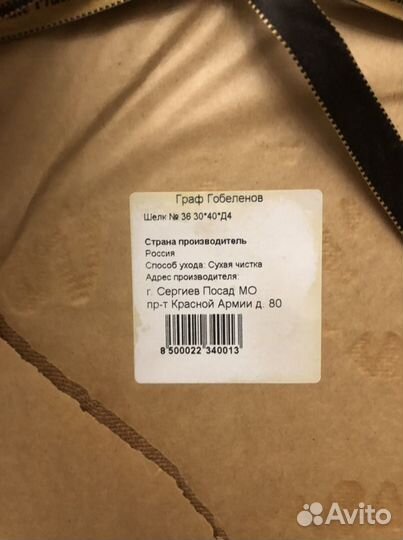 Граф Гобеленов
Шелк № 36 30*40*Д4
Страна производитель
Россия
Способ ухода: Сухая чистка
Адрес производителя:
г. Сергиев Посад МО
пр-т Красной Армии д. 80
8 500022 340013
Avito